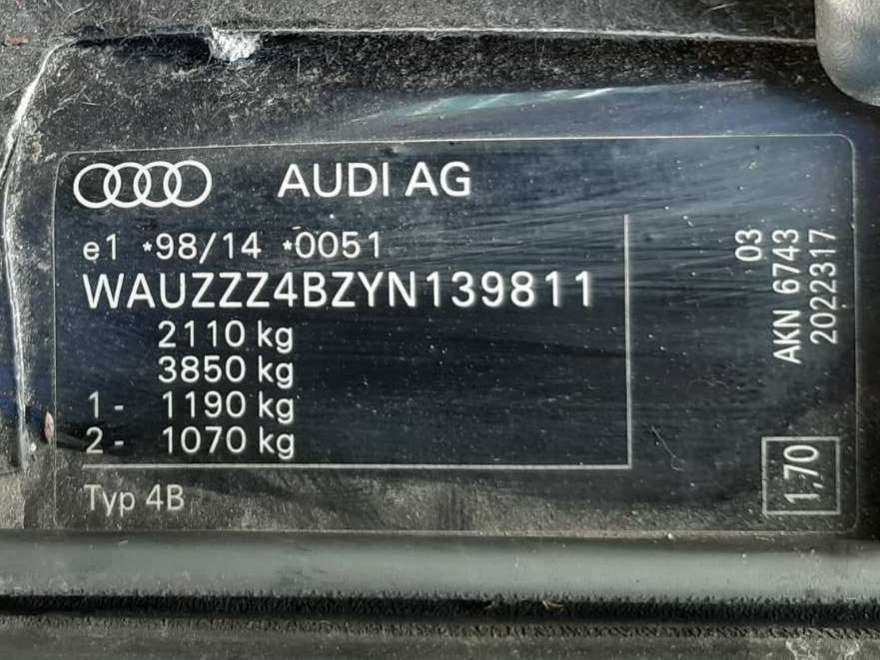 AUDI AG
e1 *98/14 *0051
WAUZZZ4BZYN139811
2110 kg
3850 kg
1 - 1190 kg
2 - 1070 kg
Typ 4B
03
AKN 6743
2022317
1,70